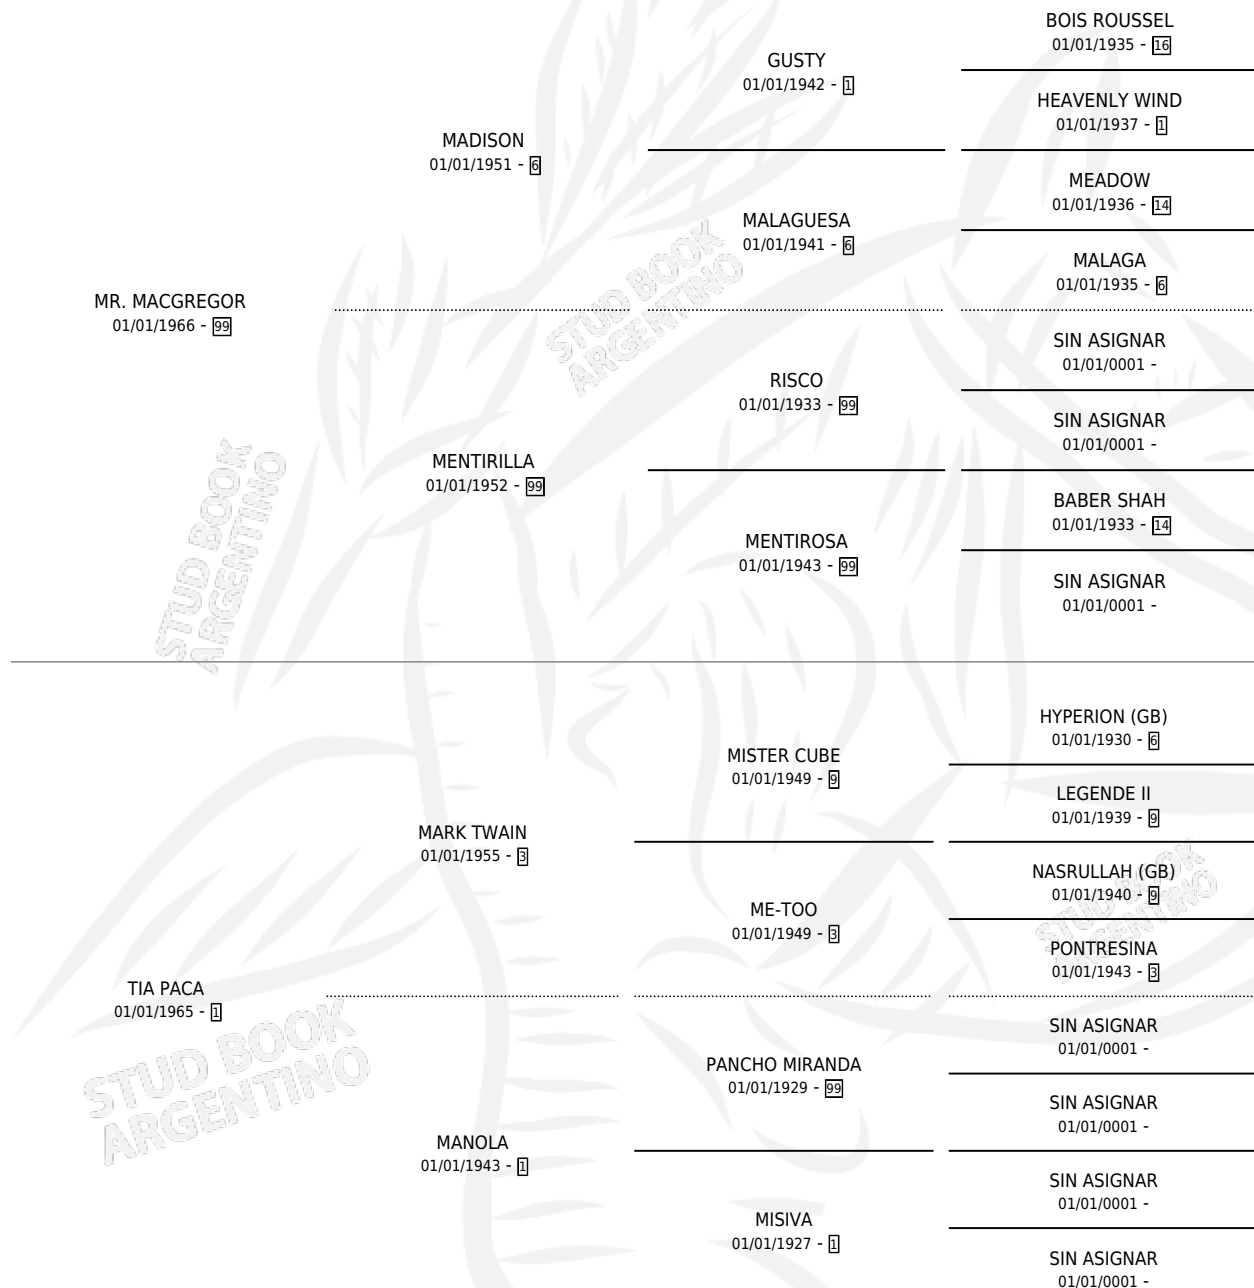 BOIS ROUSSEL
01/01/1935 - 16
GUSTY
01/01/1942 - 1
HEAVENLY WIND
01/01/1937 - 1
MADISON
01/01/1951 - 6
MEADOW
01/01/1936 - 14
MALAGUESA
01/01/1941 - 6
MALAGA
01/01/1935 - 6
MR. MACGREGOR
01/01/1966 - 99
SIN ASIGNAR
01/01/0001 -
RISCO
01/01/1933 - 99
SIN ASIGNAR
01/01/0001 -
MENTIRILLA
01/01/1952 - 99
BABER SHAH
01/01/1933 - 14
MENTIROSA
01/01/1943 - 99
SIN ASIGNAR
01/01/0001 -
HYPERION (GB)
01/01/1930 - 6
MISTER CUBE
01/01/1949 - 9
LEGENDE II
01/01/1939 - 9
MARK TWAIN
01/01/1955 - 3
NASRULLAH (GB)
01/01/1940 - 9
ME-TOO
01/01/1949 - 3
PONTRESINA
01/01/1943 - 3
TIA PACA
01/01/1965 - 1
SIN ASIGNAR
01/01/0001 -
PANCHO MIRANDA
01/01/1929 - 99
SIN ASIGNAR
01/01/0001 -
MANOLA
01/01/1943 - 1
SIN ASIGNAR
01/01/0001 -
MISIVA
01/01/1927 - 1
SIN ASIGNAR
01/01/0001 -
STUD BOOK
ARGENTINO
STUD BOOK
ARGENTINO
STUD BOOK
ARGENTINO
STUD BOOK
ARGENTINO